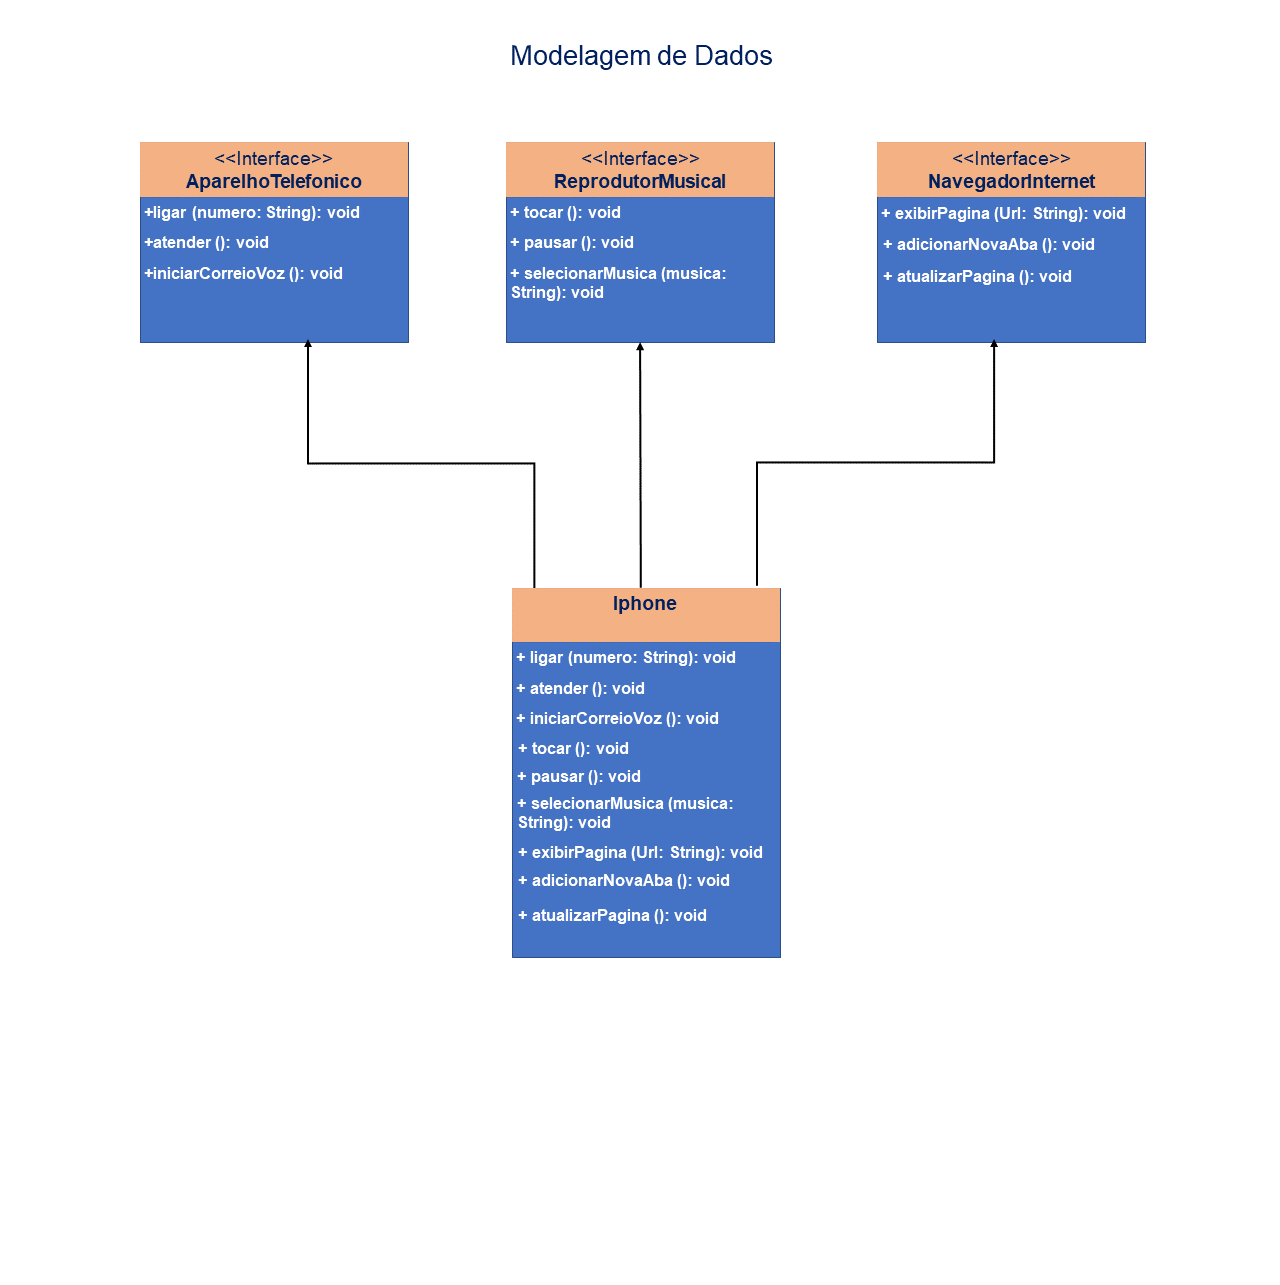 Modelagem de Dados
<<Interface>>
AparelhoTelefonico
+ligar (numero: String): void
+atender (): void
+iniciarCorreioVoz (): void
<<Interface>>
ReprodutorMusical
+ tocar (): void
+ pausar (): void
+ selecionarMusica (musica:
String): void
<<Interface>>
NavegadorInternet
+ exibirPagina (Url: String): void
+ adicionarNovaAba (): void
+ atualizarPagina (): void
Iphone
+ ligar (numero: String): void
+ atender (): void
+ iniciarCorreioVoz (): void
+ tocar (): void
+ pausar (): void
+ selecionarMusica (musica:
String): void
+ exibirPagina (Url: String): void
+ adicionarNovaAba (): void
+ atualizarPagina (): void